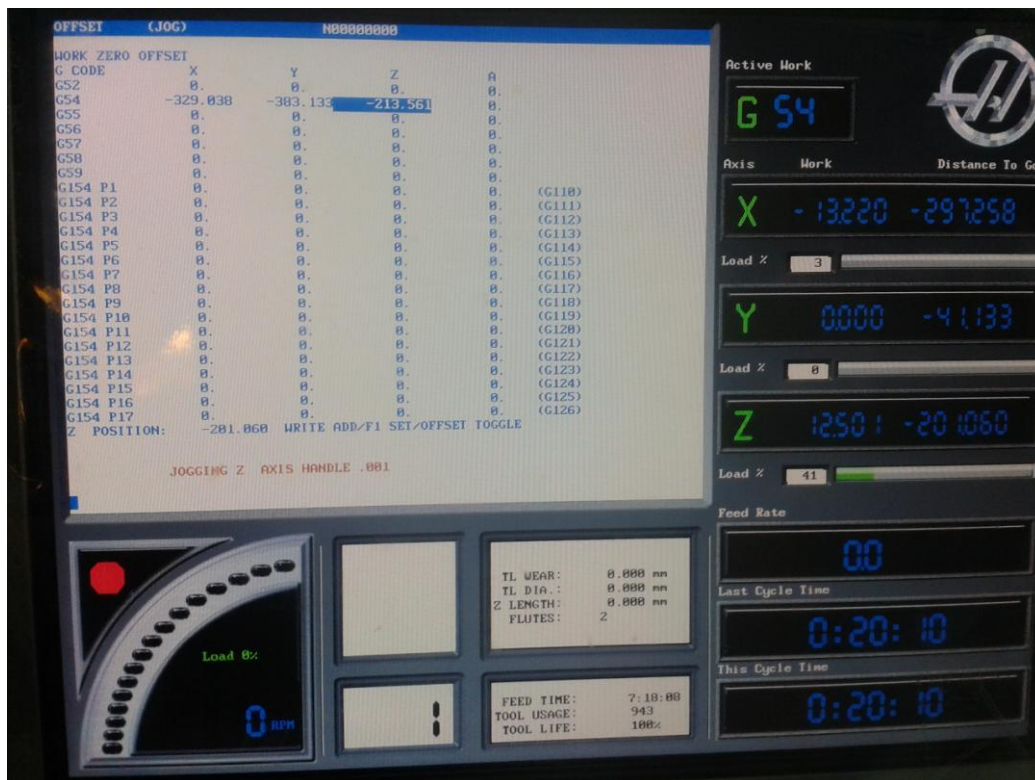 OFFSET (JOG) N00000000
WORK ZERO OFFSET
G CODE X Y Z A
G52 0. 0. 0. 0.
G54 -329.038 -383.133 -213.561 0.
G55 0. 0. 0. 0.
G56 0. 0. 0. 0.
G57 0. 0. 0. 0.
G58 0. 0. 0. 0.
G59 0. 0. 0. 0.
G154 P1 0. 0. 0. 0. (G110)
G154 P2 0. 0. 0. 0. (G111)
G154 P3 0. 0. 0. 0. (G112)
G154 P4 0. 0. 0. 0. (G113)
G154 P5 0. 0. 0. 0. (G114)
G154 P6 0. 0. 0. 0. (G115)
G154 P7 0. 0. 0. 0. (G116)
G154 P8 0. 0. 0. 0. (G117)
G154 P9 0. 0. 0. 0. (G118)
G154 P10 0. 0. 0. 0. (G119)
G154 P11 0. 0. 0. 0. (G120)
G154 P12 0. 0. 0. 0. (G121)
G154 P13 0. 0. 0. 0. (G122)
G154 P14 0. 0. 0. 0. (G123)
G154 P15 0. 0. 0. 0. (G124)
G154 P16 0. 0. 0. 0. (G125)
G154 P17 0. 0. 0. 0. (G126)
Z POSITION: -201.060 WRITE ADD/F1 SET/OFFSET TOGGLE
JOGGING Z AXIS HANDLE .001
Active Work
G 54
Axis Work Distance To Go
X -13.220 -297.258
Load % 3
Y 0.000 -41.133
Load % 0
Z 12.501 -201.060
Load % 41
Feed Rate
0.0
Last Cycle Time
0:20:10
This Cycle Time
0:20:10
Load 0%
0 RPM
1
TL WEAR: 0.000 mm
TL DIA.: 0.000 mm
Z LENGTH: 0.000 mm
FLUTES: 2
FEED TIME: 7:18:08
TOOL USAGE: 943
TOOL LIFE: 100%